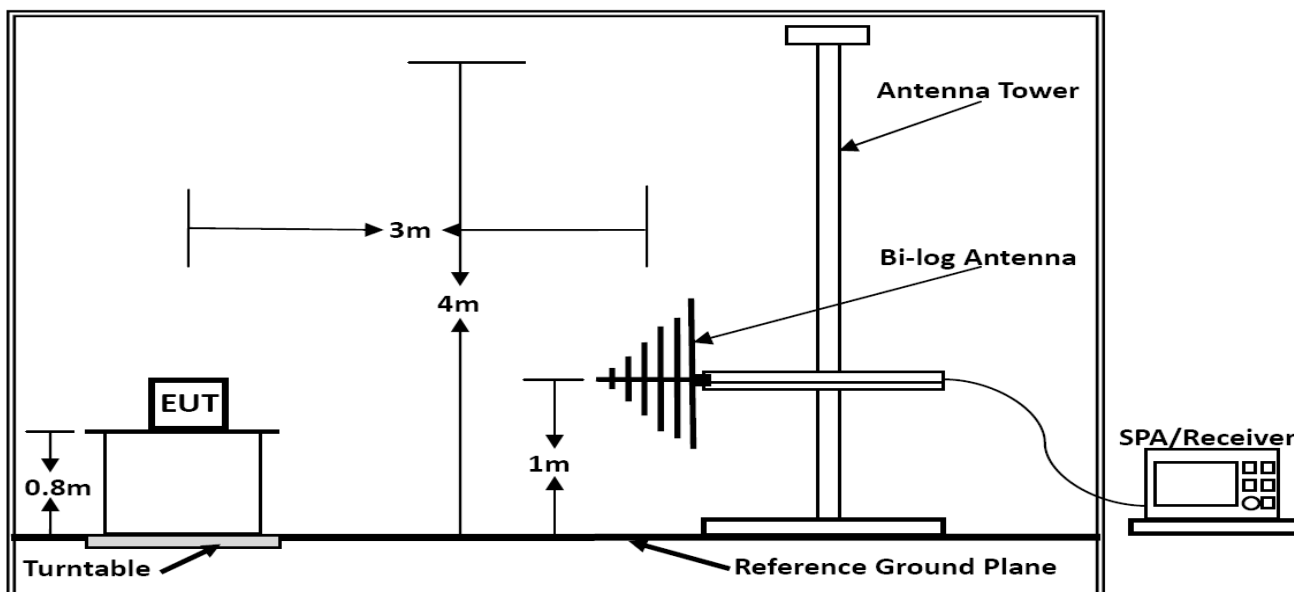 Antenna Tower
3m
Bi-log Antenna
4m
EUT
SPA/Receiver
1m
0.8m
Turntable
Reference Ground Plane